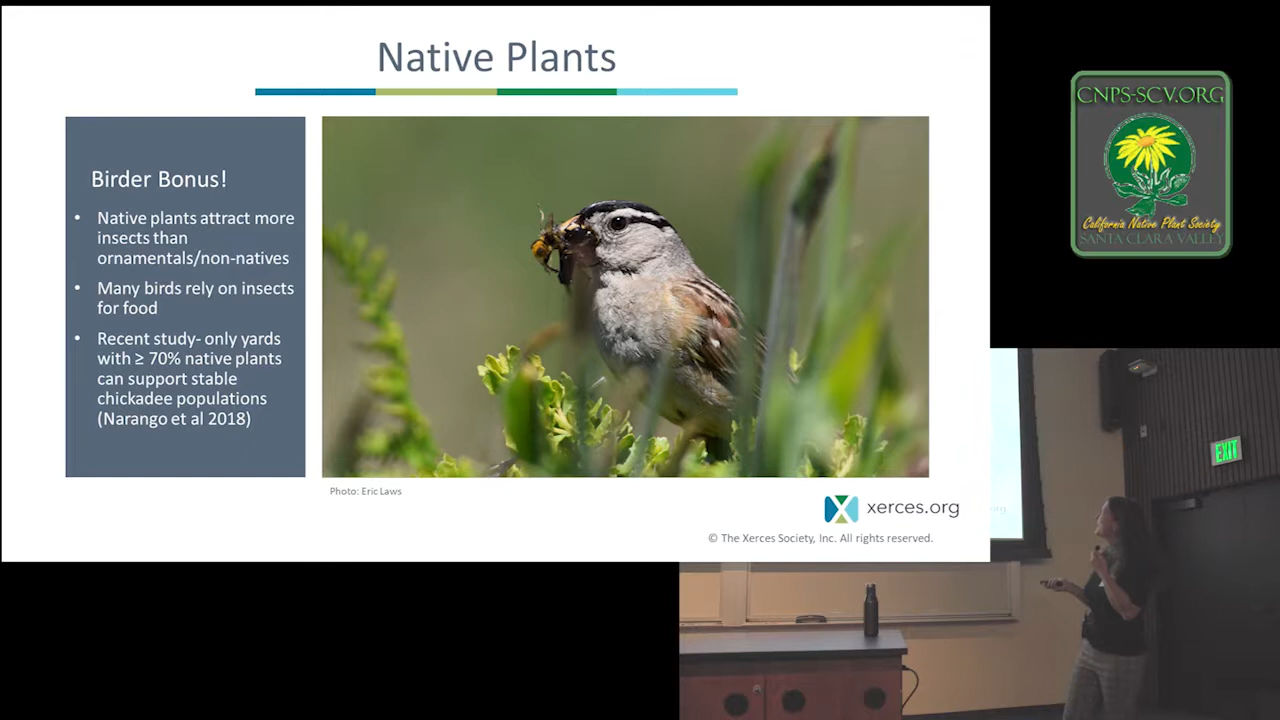 Native Plants
Birder Bonus!
• Native plants attract more
insects than
ornamentals/non-natives
• Many birds rely on insects
for food
• Recent study- only yards
with ≥ 70% native plants
can support stable
chickadee populations
(Narango et al 2018)
Photo: Eric Laws
xerces.org
© The Xerces Society, Inc. All rights reserved.
CNPS-SCV.ORG
California Native Plant Society
SANTA CLARA VALLEY
EXIT